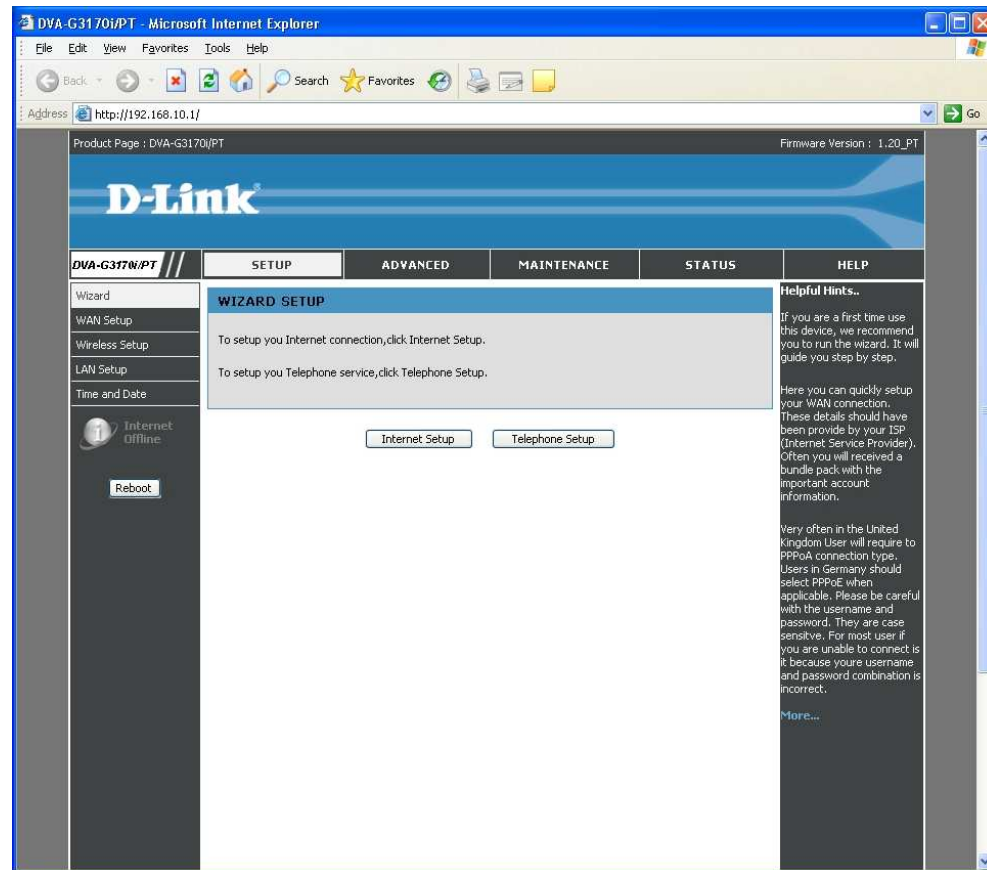 DVA-G3170i/PT - Microsoft Internet Explorer
File Edit View Favorites Tools Help
Back Search Favorites
Address http://192.168.10.1/ Go
Product Page : DVA-G3170i/PT Firmware Version : 1.20_PT
D-Link®
DVA-G3170i/PT SETUP ADVANCED MAINTENANCE STATUS HELP
Wizard
WAN Setup
Wireless Setup
LAN Setup
Time and Date
Internet
Offline
Reboot
WIZARD SETUP
To setup you Internet connection,click Internet Setup.
To setup you Telephone service,click Telephone Setup.
Internet Setup Telephone Setup
Helpful Hints..
If you are a first time use
this device, we recommend
you to run the wizard. It will
guide you step by step.
Here you can quickly setup
your WAN connection.
These details should have
been provide by your ISP
(Internet Service Provider).
Often you will received a
bundle pack with the
important account
information.
Very often in the United
Kingdom User will require to
PPPoA connection type.
Users in Germany should
select PPPoE when
applicable. Please be careful
with the username and
password. They are case
sensitve. For most user if
you are unable to connect is
it because youre username
and password combination is
incorrect.
More...